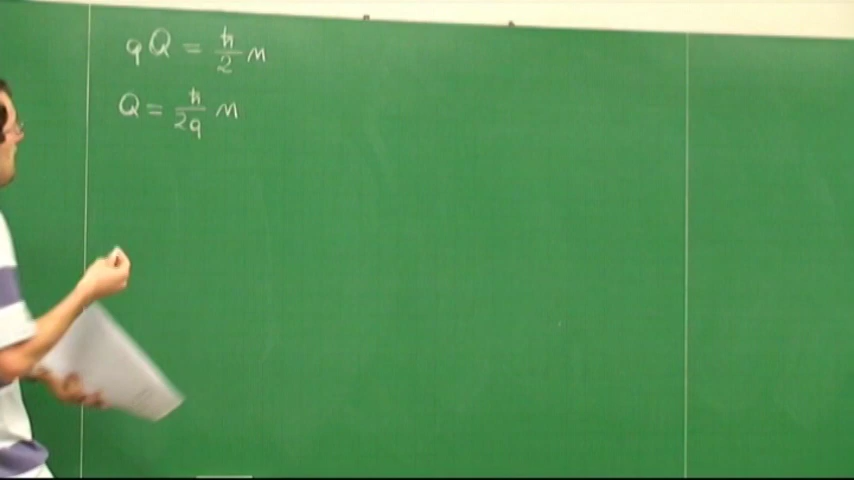 qQ = ħ/2 n
Q = ħ/2q n